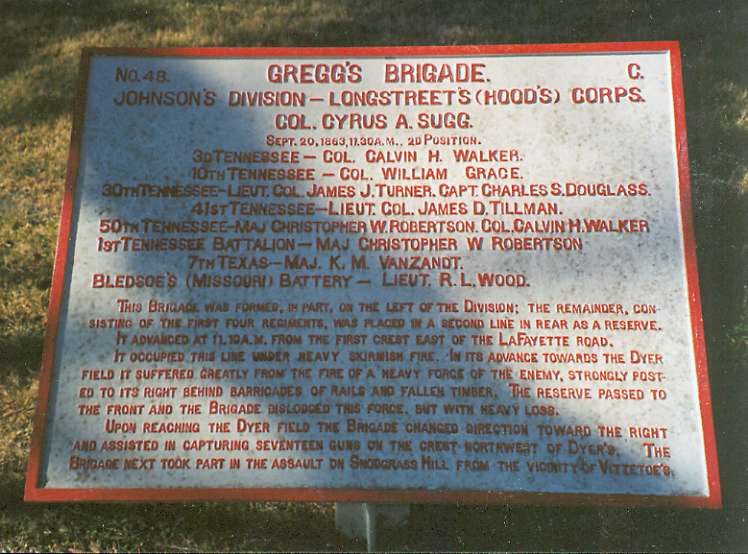 No. 48. GREGG'S BRIGADE. C.
JOHNSON'S DIVISION – LONGSTREET'S (HOOD'S) CORPS.
COL. CYRUS A. SUGG.
SEPT. 20, 1863, 11.30 A.M., 2D POSITION.
3D TENNESSEE – COL. CALVIN H. WALKER.
10TH TENNESSEE – COL. WILLIAM GRACE.
30TH TENNESSEE–LIEUT. COL. JAMES J. TURNER. CAPT. CHARLES S. DOUGLASS.
41ST TENNESSEE–LIEUT. COL. JAMES D. TILLMAN.
50TH TENNESSEE–MAJ CHRISTOPHER W. ROBERTSON. COL. CALVIN H. WALKER
1ST TENNESSEE BATTALION – MAJ CHRISTOPHER W ROBERTSON
7TH TEXAS – MAJ. K. M. VANZANDT.
BLEDSOE'S (MISSOURI) BATTERY – LIEUT. R. L. WOOD.
THIS BRIGADE WAS FORMED, IN PART, ON THE LEFT OF THE DIVISION; THE REMAINDER, CON-
SISTING OF THE FIRST FOUR REGIMENTS, WAS PLACED IN A SECOND LINE IN REAR AS A RESERVE.
IT ADVANCED AT 11.10 A.M. FROM THE FIRST CREST EAST OF THE LAFAYETTE ROAD.
IT OCCUPIED THIS LINE UNDER HEAVY SKIRMISH FIRE. IN ITS ADVANCE TOWARDS THE DYER
FIELD IT SUFFERED GREATLY FROM THE FIRE OF A HEAVY FORCE OF THE ENEMY, STRONGLY POST-
ED TO ITS RIGHT BEHIND BARRICADES OF RAILS AND FALLEN TIMBER. THE RESERVE PASSED TO
THE FRONT AND THE BRIGADE DISLODGED THIS FORCE, BUT WITH HEAVY LOSS.
UPON REACHING THE DYER FIELD THE BRIGADE CHANGED DIRECTION TOWARD THE RIGHT
AND ASSISTED IN CAPTURING SEVENTEEN GUNS ON THE CREST NORTHWEST OF DYER'S. THE
BRIGADE NEXT TOOK PART IN THE ASSAULT ON SNODGRASS HILL FROM THE VICINITY OF VITTETOE'S.